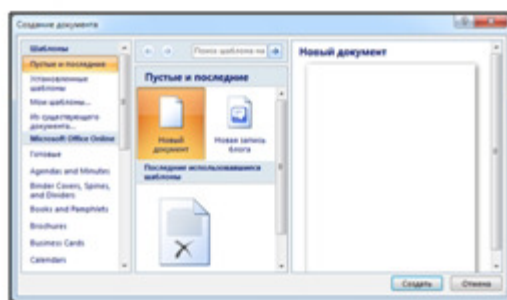 Создание документа
Шаблоны
Пустые и последние
Установленные
шаблоны
Мои шаблоны...
Из существующего
документа...
Microsoft Office Online
Готовые
Agendas and Minutes
Binder Covers, Spines,
and Dividers
Books and Pamphlets
Brochures
Business Cards
Calendars
Поиск шаблона на
Пустые и последние
Новый
документ
Новая запись
блога
Последние использовавшиеся
шаблоны
Новый документ
Создать
Отмена